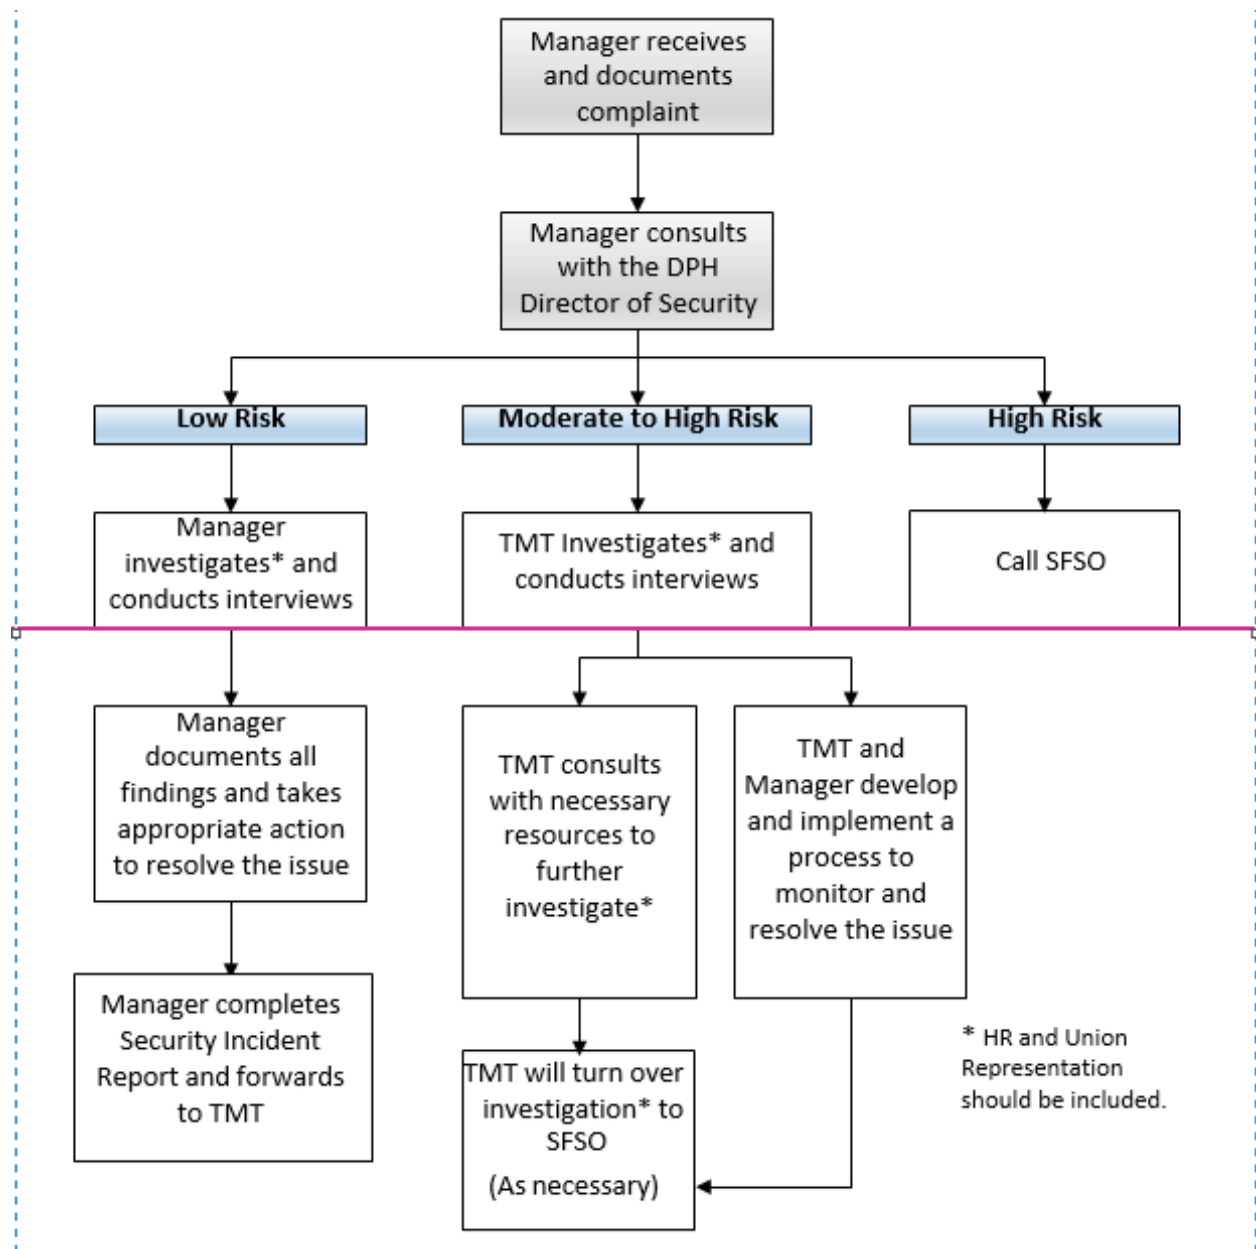 Manager receives
and documents
complaint
Manager consults
with the DPH
Director of Security
Low Risk
Moderate to High Risk
High Risk
Manager
investigates* and
conducts interviews
TMT Investigates* and
conducts interviews
Call SFSO
Manager
documents all
findings and takes
appropriate action
to resolve the issue
TMT consults
with necessary
resources to
further
investigate*
TMT and
Manager develop
and implement a
process to
monitor and
resolve the issue
Manager completes
Security Incident
Report and forwards
to TMT
TMT will turn over
investigation* to
SFSO
(As necessary)
* HR and Union
Representation
should be included.